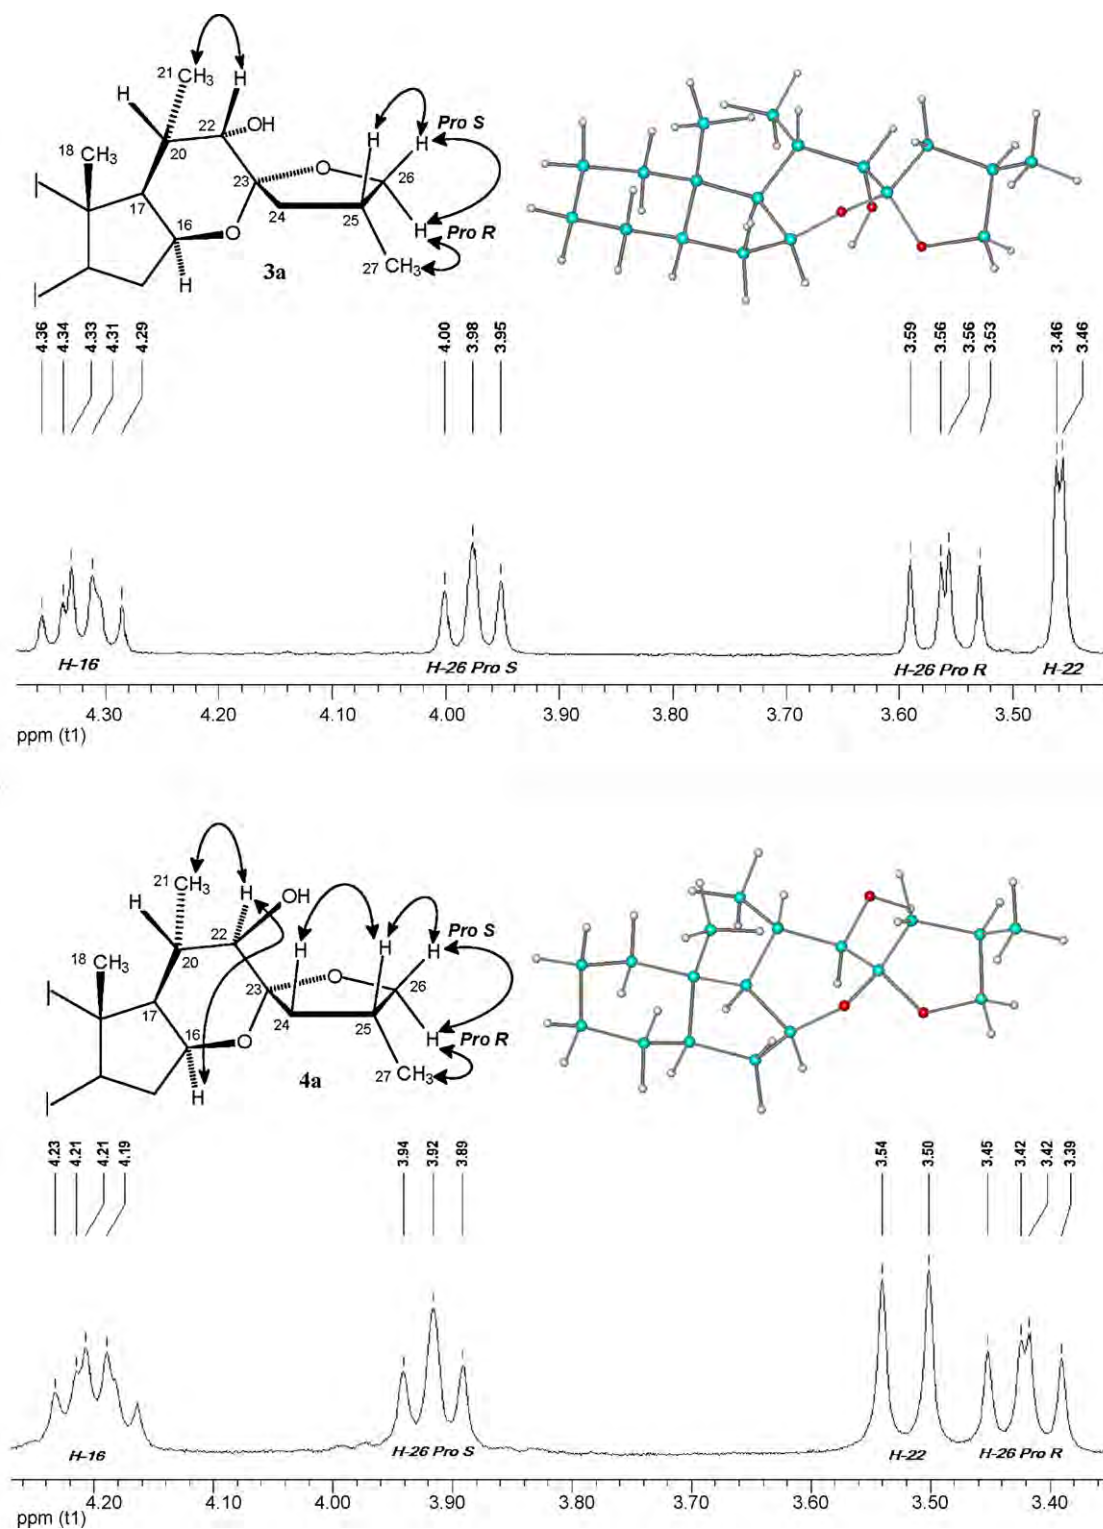 21 CH₃
H
H
22
OH
18 CH₃
20
H
Pro S
H
23
O
26
17
24
25
H
Pro R
16
O
27 CH₃
H
3a
4.36
4.34
4.33
4.31
4.29
4.00
3.98
3.95
3.59
3.56
3.56
3.53
3.46
3.46
H-16
H-26 Pro S
H-26 Pro R
H-22
4.30 4.20 4.10 4.00 3.90 3.80 3.70 3.60 3.50
ppm (t1)
21 CH₃
H
H
OH
22
18 CH₃
20
H
H
Pro S
H
23
O
26
17
24
25
H
Pro R
16
O
27 CH₃
H
4a
4.23
4.21
4.21
4.19
3.94
3.92
3.89
3.54
3.50
3.45
3.42
3.42
3.39
H-16
H-26 Pro S
H-22
H-26 Pro R
4.20 4.10 4.00 3.90 3.80 3.70 3.60 3.50 3.40
ppm (t1)